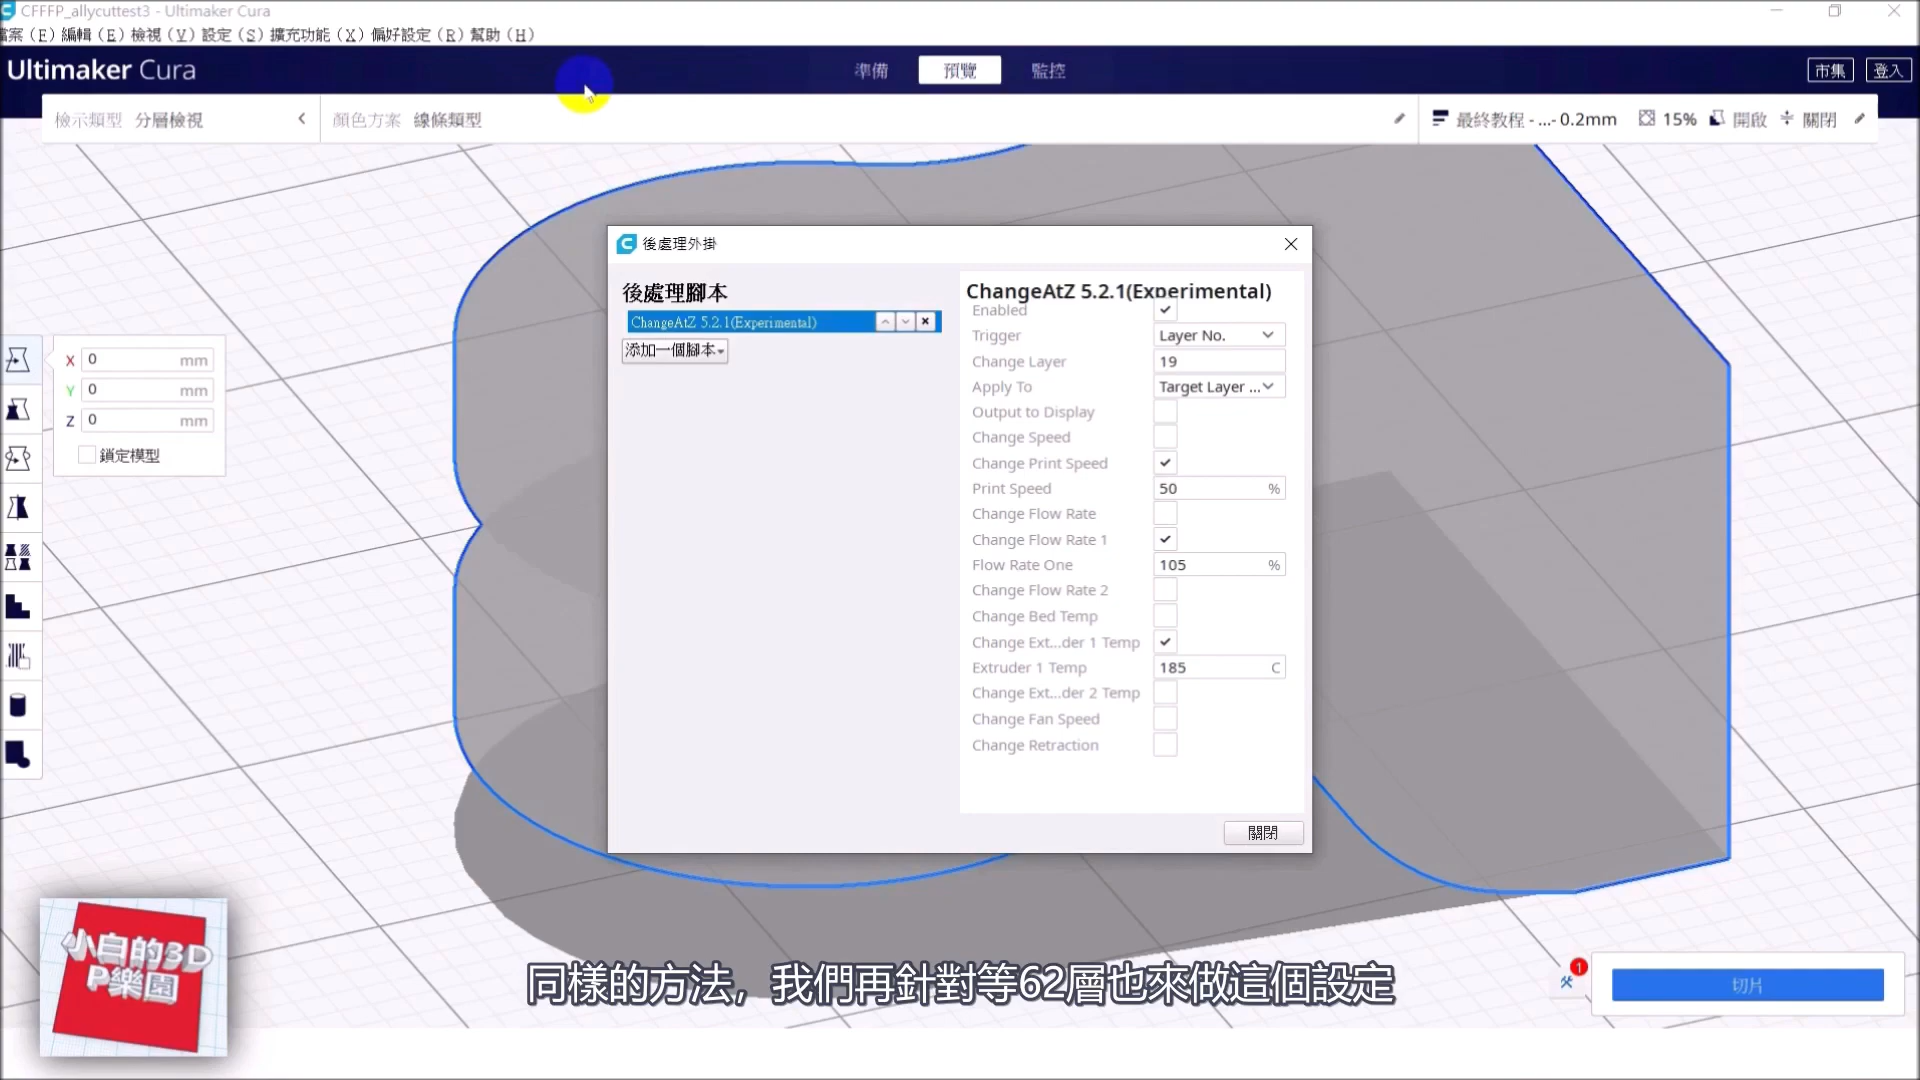 CFFFP_allycuttest3 - Ultimaker Cura
檔案 (F) 編輯 (E) 檢視 (V) 設定 (S) 擴充功能 (X) 偏好設定 (R) 幫助 (H)
Ultimaker Cura
準備
預覽
監控
市集
登入
檢示類型 分層檢視
顏色方案 線條類型
最終教程 - ...- 0.2mm
15%
開啟
關閉
後處理外掛
後處理腳本
ChangeAtZ 5.2.1(Experimental)
添加一個腳本
ChangeAtZ 5.2.1(Experimental)
Enabled
Trigger Layer No.
Change Layer 19
Apply To Target Layer ...
Output to Display
Change Speed
Change Print Speed
Print Speed 50 %
Change Flow Rate
Change Flow Rate 1
Flow Rate One 105 %
Change Flow Rate 2
Change Bed Temp
Change Ext...der 1 Temp
Extruder 1 Temp 185 C
Change Ext...der 2 Temp
Change Fan Speed
Change Retraction
關閉
X 0 mm
Y 0 mm
Z 0 mm
鎖定模型
小白的3D
P樂園
同樣的方法，我們再針對等62層也來做這個設定
1
切片